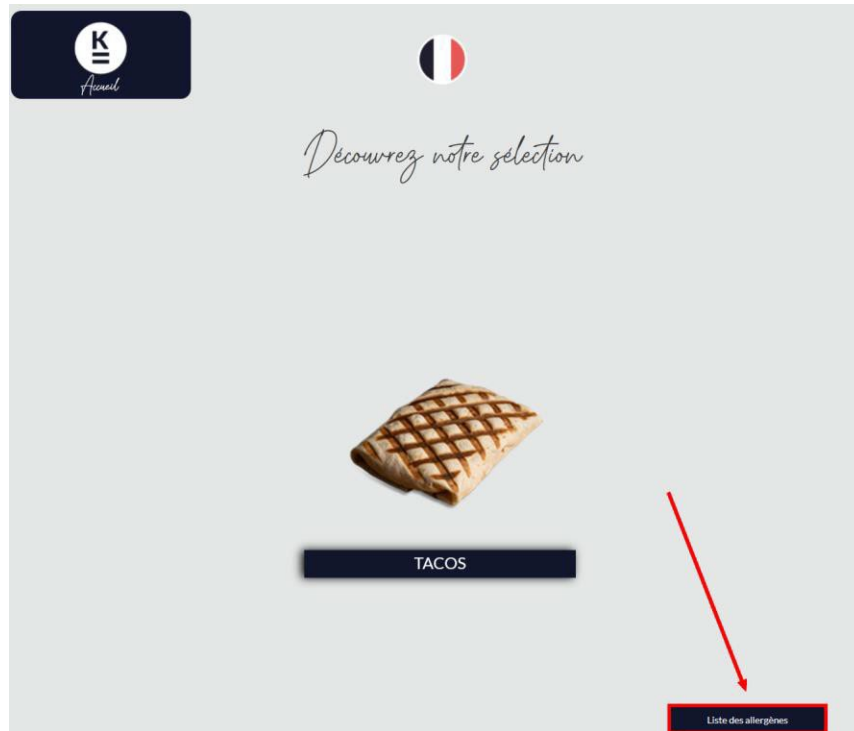 K
Accueil
Découvrez notre sélection
TACOS
Liste des allergènes